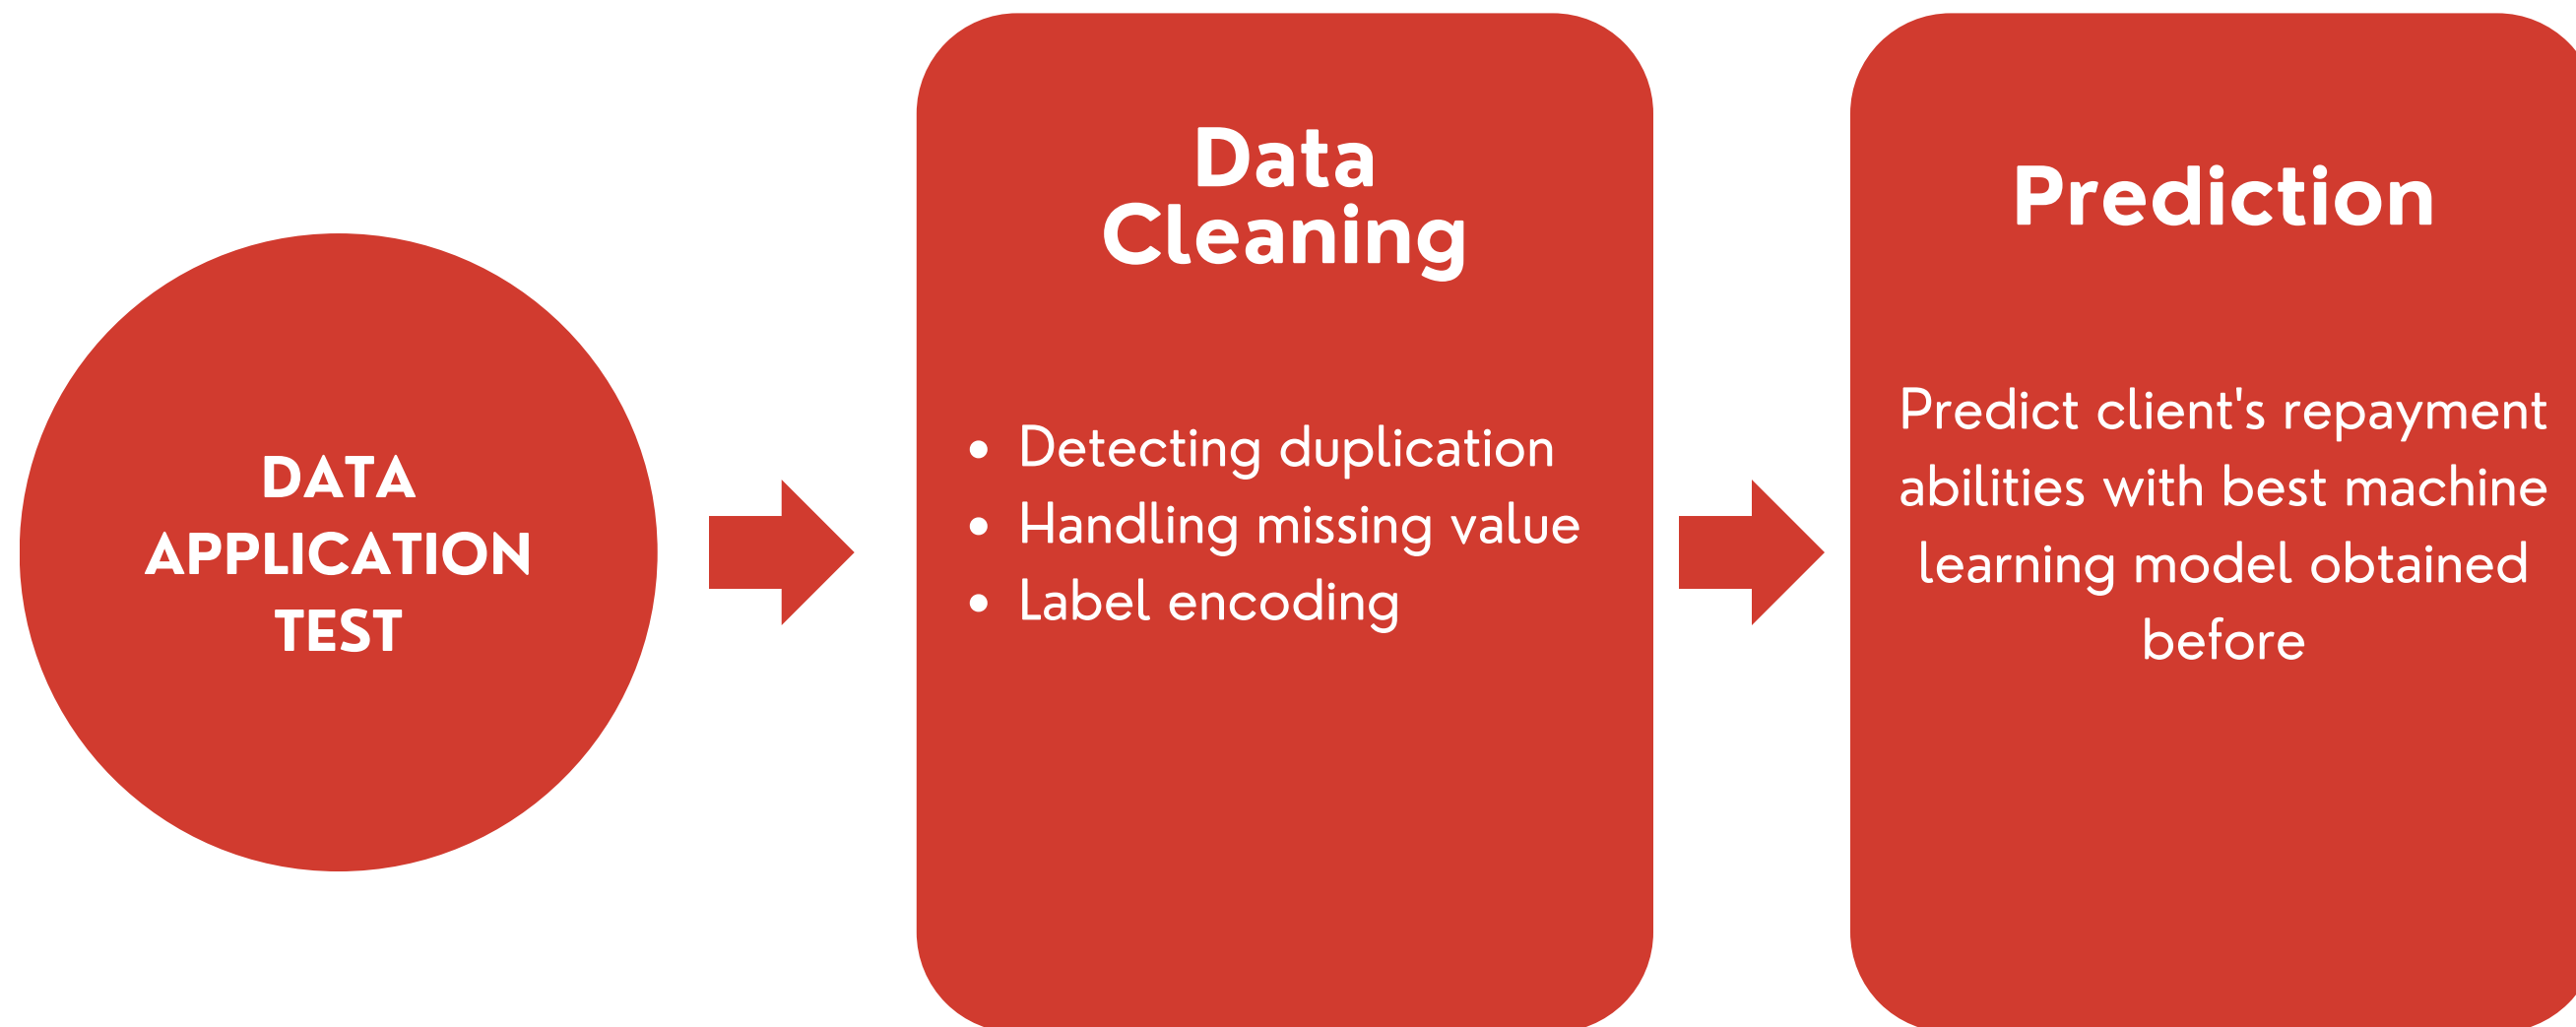 DATA
APPLICATION
TEST
Data
Cleaning
• Detecting duplication
• Handling missing value
• Label encoding
Prediction
Predict client's repayment
abilities with best machine
learning model obtained
before